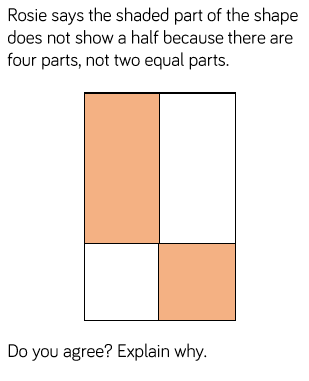 Rosie says the shaded part of the shape
does not show a half because there are
four parts, not two equal parts.
Do you agree? Explain why.